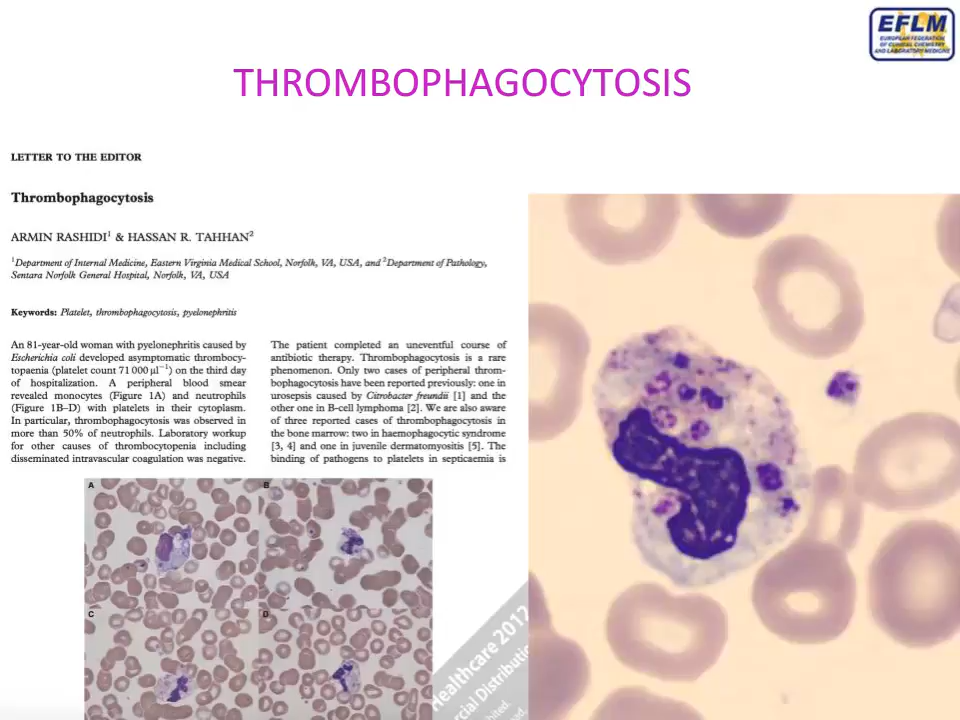 EFLM
EUROPEAN FEDERATION
OF CLINICAL CHEMISTRY
AND LABORATORY MEDICINE
THROMBOPHAGOCYTOSIS
LETTER TO THE EDITOR
Thrombophagocytosis
ARMIN RASHIDI¹ & HASSAN R. TAHHAN²
¹Department of Internal Medicine, Eastern Virginia Medical School, Norfolk, VA, USA, and ²Department of Pathology,
Sentara Norfolk General Hospital, Norfolk, VA, USA
Keywords: Platelet, thrombophagocytosis, pyelonephritis
An 81-year-old woman with pyelonephritis caused by
Escherichia coli developed asymptomatic thrombocy-
topaenia (platelet count 71 000 μl⁻¹) on the third day
of hospitalization. A peripheral blood smear
revealed monocytes (Figure 1A) and neutrophils
(Figure 1B–D) with platelets in their cytoplasm.
In particular, thrombophagocytosis was observed in
more than 50% of neutrophils. Laboratory workup
for other causes of thrombocytopenia including
disseminated intravascular coagulation was negative.
The patient completed an uneventful course of
antibiotic therapy. Thrombophagocytosis is a rare
phenomenon. Only two cases of peripheral throm-
bophagocytosis have been reported previously: one in
urosepsis caused by Citrobacter freundii [1] and the
other one in B-cell lymphoma [2]. We are also aware
of three reported cases of thrombophagocytosis in
the bone marrow: two in haemophagocytic syndrome
[3, 4] and one in juvenile dermatomyositis [5]. The
binding of pathogens to platelets in septicaemia is
A
B
C
D
Healthcare 2012